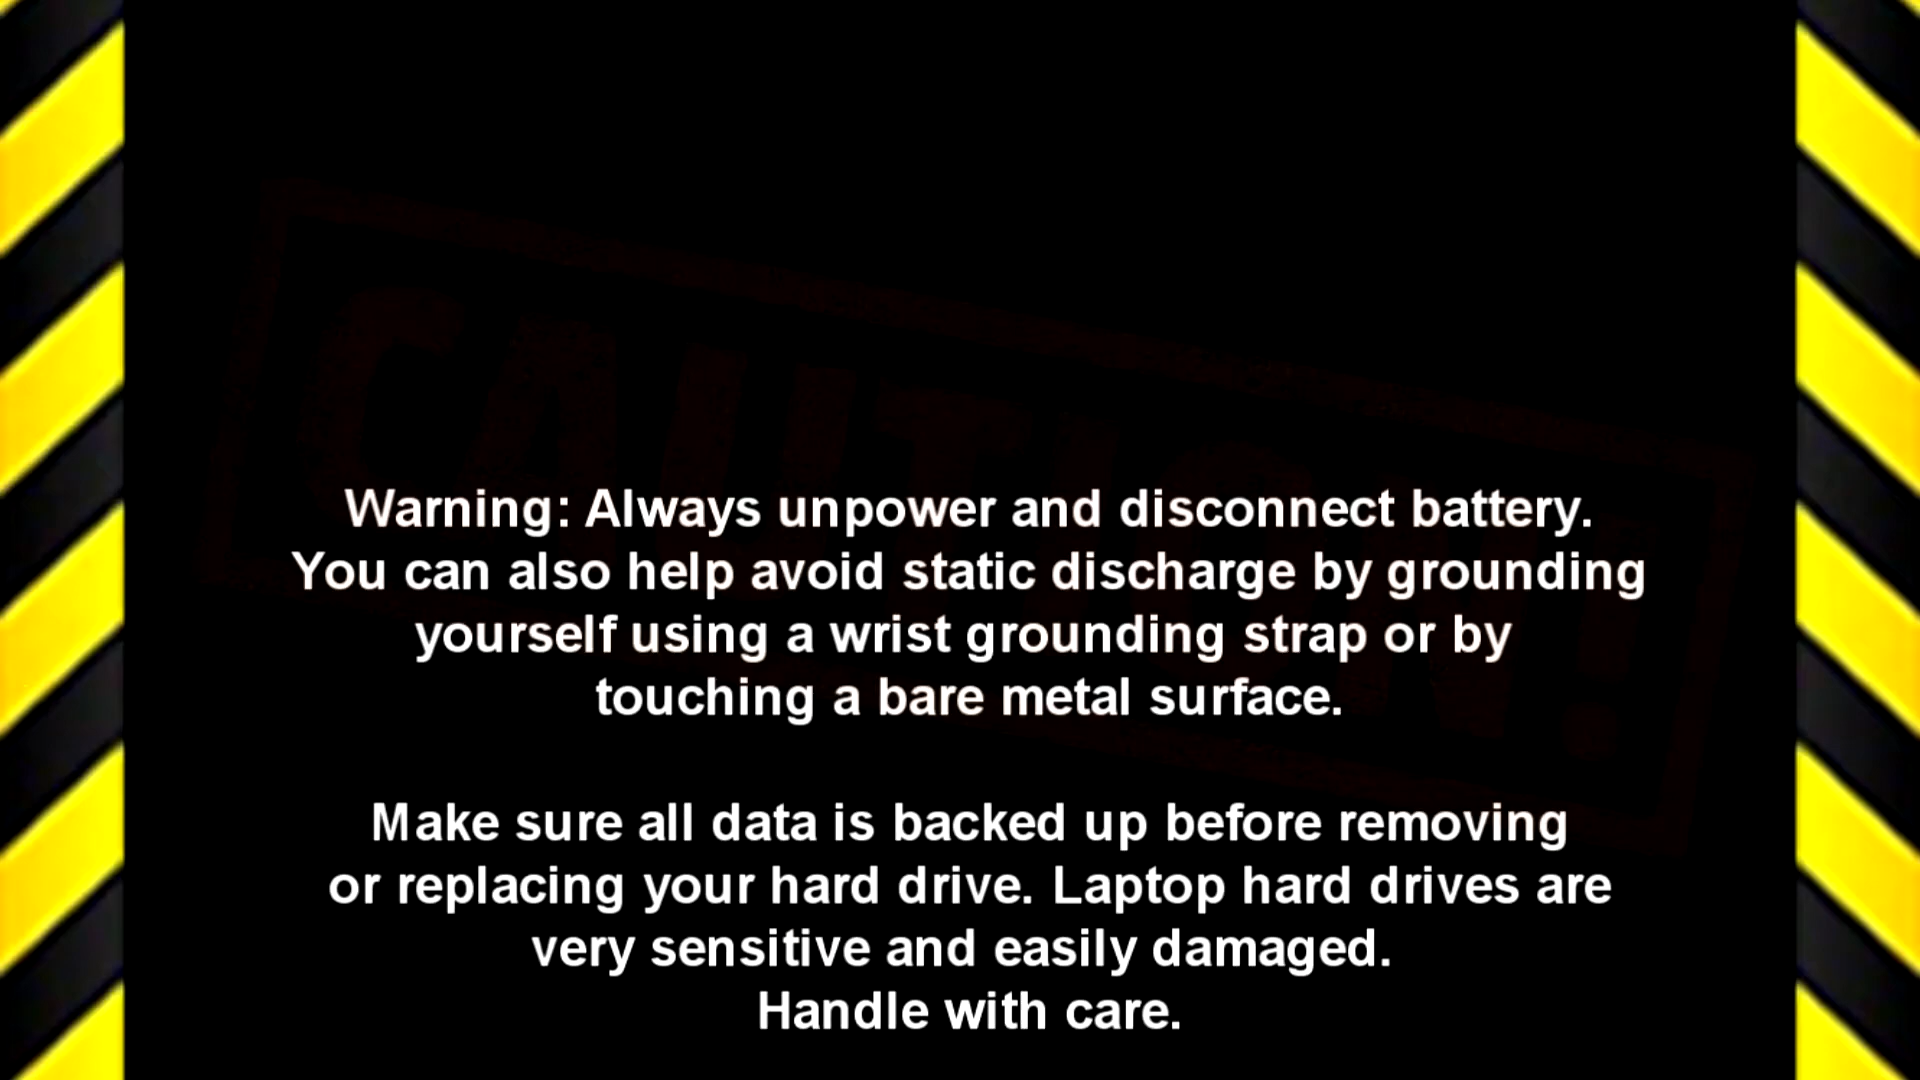 CAUTION!
Warning: Always unpower and disconnect battery.
You can also help avoid static discharge by grounding
yourself using a wrist grounding strap or by
touching a bare metal surface.
Make sure all data is backed up before removing
or replacing your hard drive. Laptop hard drives are
very sensitive and easily damaged.
Handle with care.